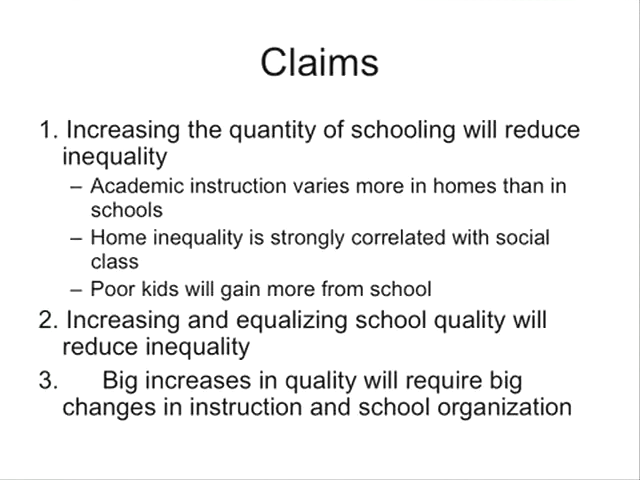 Claims
1. Increasing the quantity of schooling will reduce
inequality
– Academic instruction varies more in homes than in
schools
– Home inequality is strongly correlated with social
class
– Poor kids will gain more from school
2. Increasing and equalizing school quality will
reduce inequality
3. Big increases in quality will require big
changes in instruction and school organization